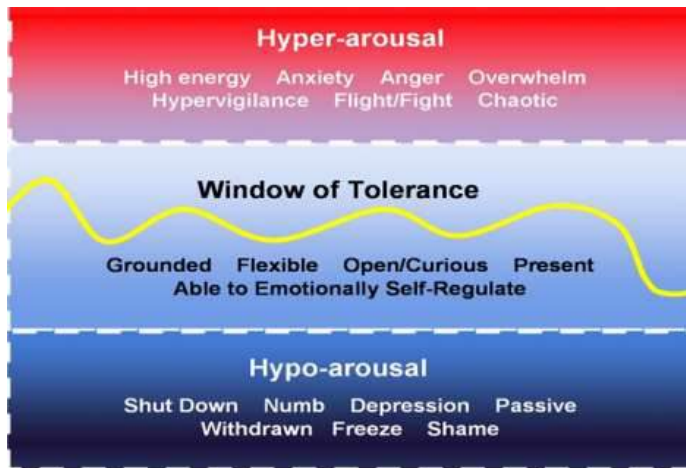 Hyper-arousal
High energy Anxiety Anger Overwhelm
Hypervigilance Flight/Fight Chaotic
Window of Tolerance
Grounded Flexible Open/Curious Present
Able to Emotionally Self-Regulate
Hypo-arousal
Shut Down Numb Depression Passive
Withdrawn Freeze Shame